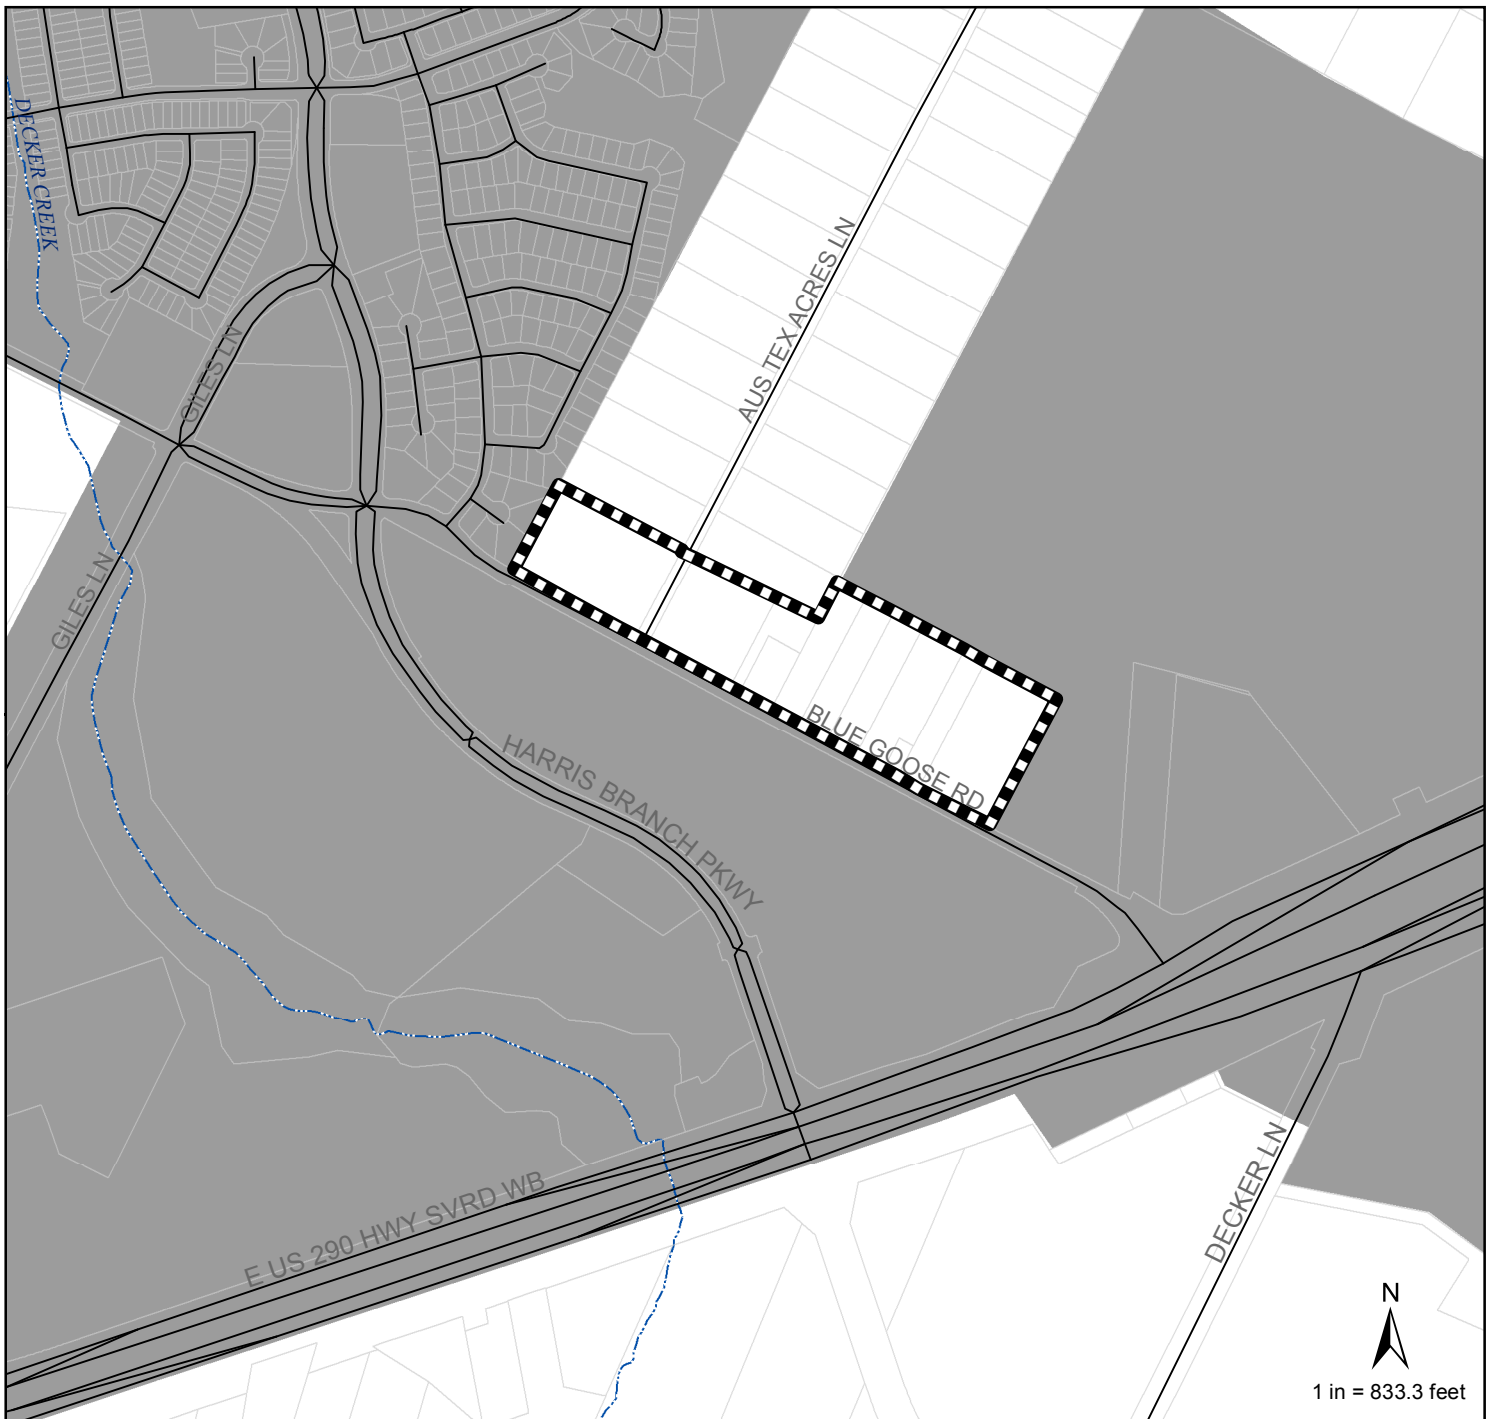 DECKER CREEK
AUS TEX ACRES LN
GILES LN
GILES LN
BLUE GOOSE RD
HARRIS BRANCH PKWY
E US 290 HWY SVRD WB
DECKER LN
N
1 in = 833.3 feet